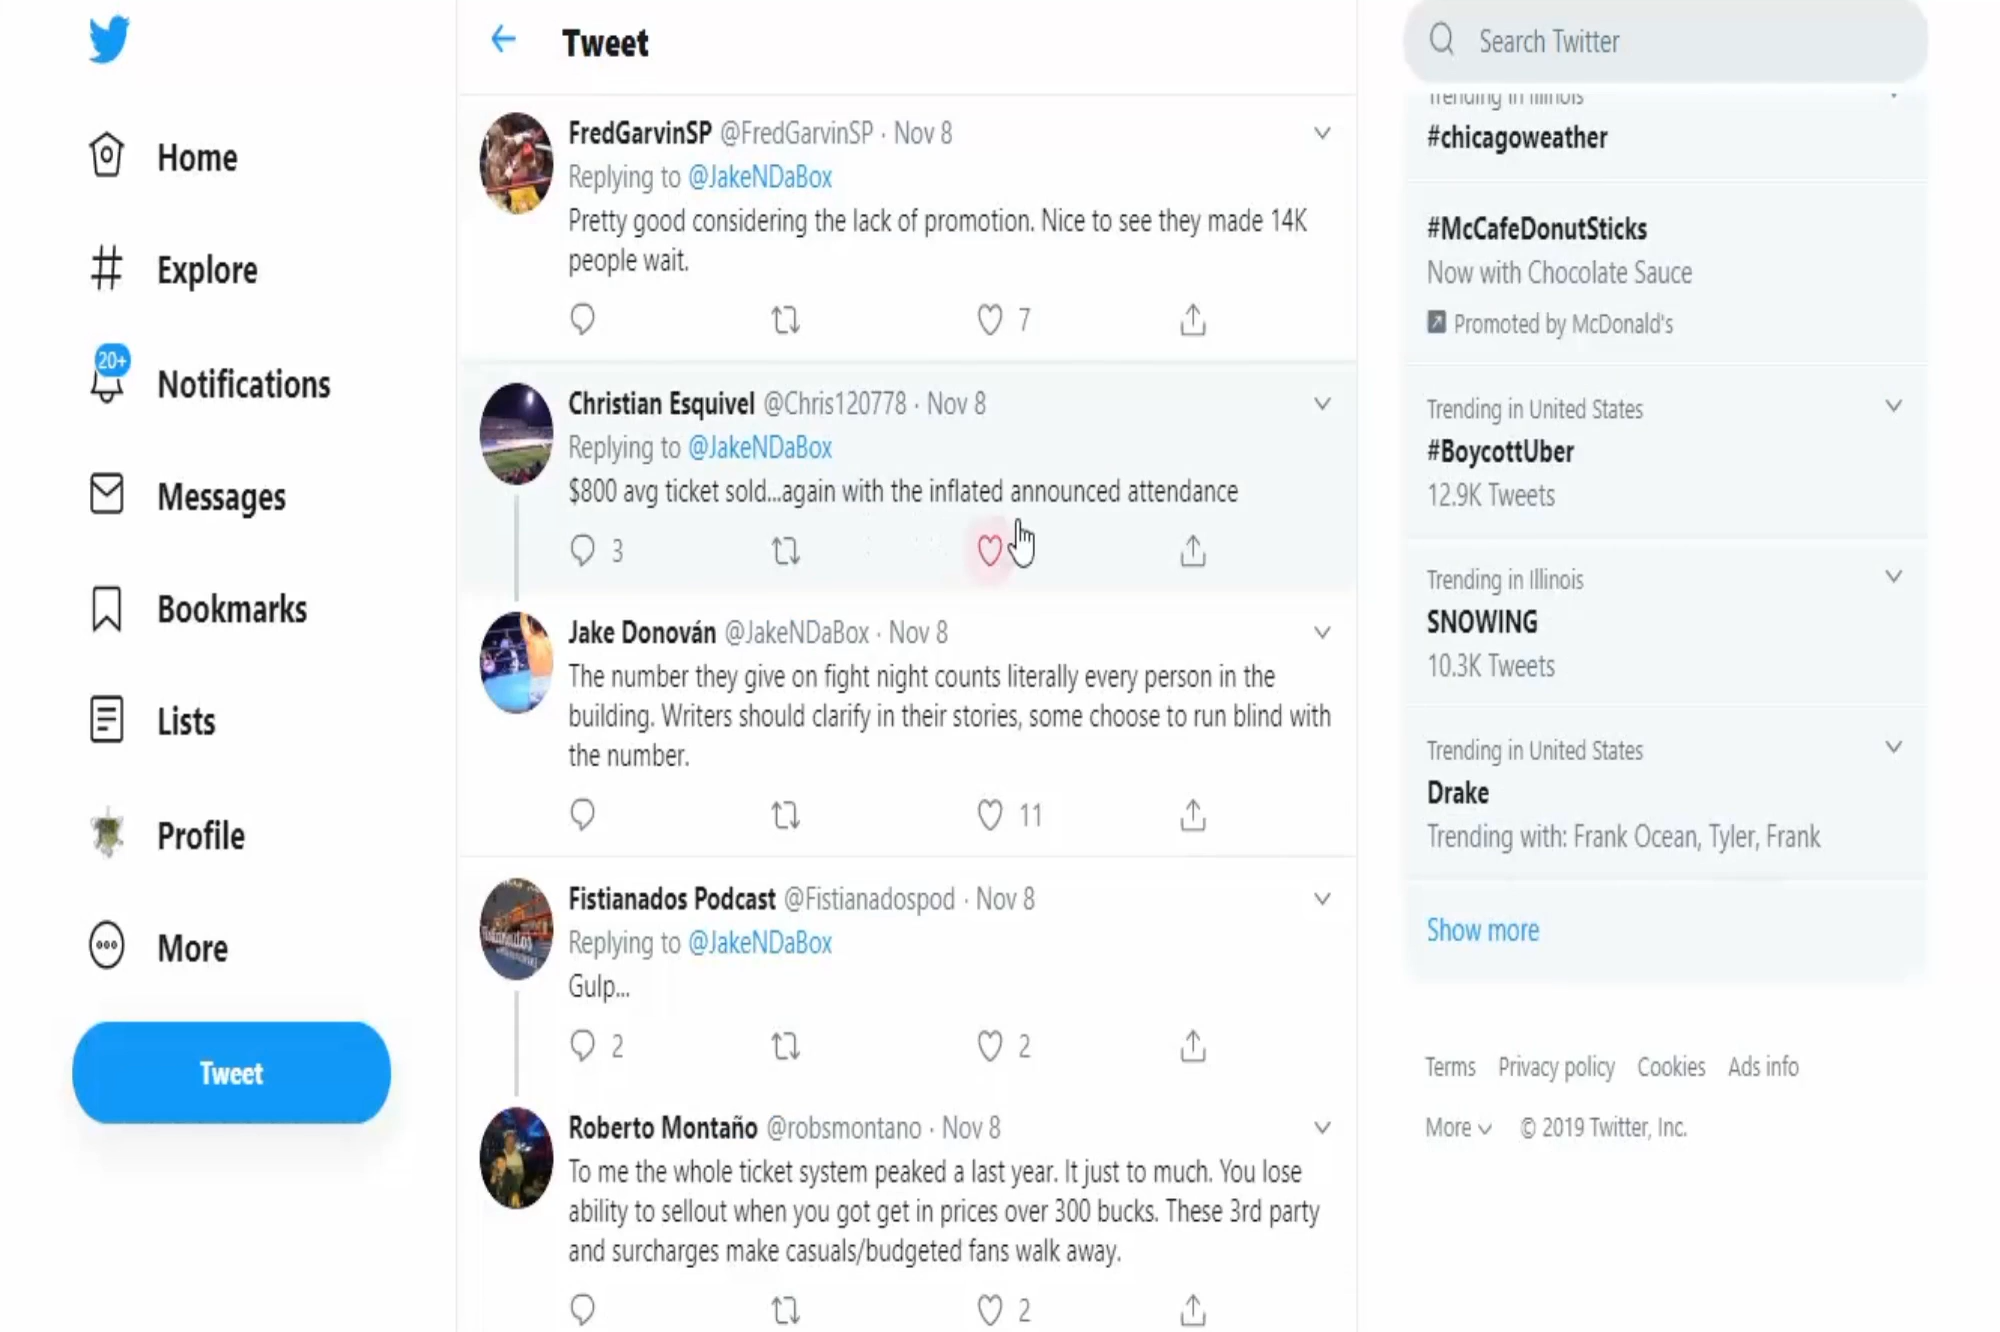 Home
Explore
20+
Notifications
Messages
Bookmarks
Lists
Profile
More
Tweet
Tweet
FredGarvinSP @FredGarvinSP · Nov 8
Replying to @JakeNDaBox
Pretty good considering the lack of promotion. Nice to see they made 14K
people wait.
7
Christian Esquivel @Chris120778 · Nov 8
Replying to @JakeNDaBox
$800 avg ticket sold...again with the inflated announced attendance
3
Jake Donován @JakeNDaBox · Nov 8
The number they give on fight night counts literally every person in the
building. Writers should clarify in their stories, some choose to run blind with
the number.
11
Fistianados Podcast @Fistianadospod · Nov 8
Replying to @JakeNDaBox
Gulp...
2 2
Roberto Montaño @robsmontano · Nov 8
To me the whole ticket system peaked a last year. It just to much. You lose
ability to sellout when you got get in prices over 300 bucks. These 3rd party
and surcharges make casuals/budgeted fans walk away.
2
Search Twitter
Trending in Illinois
#chicagoweather
#McCafeDonutSticks
Now with Chocolate Sauce
Promoted by McDonald's
Trending in United States
#BoycottUber
12.9K Tweets
Trending in Illinois
SNOWING
10.3K Tweets
Trending in United States
Drake
Trending with: Frank Ocean, Tyler, Frank
Show more
Terms Privacy policy Cookies Ads info
More © 2019 Twitter, Inc.